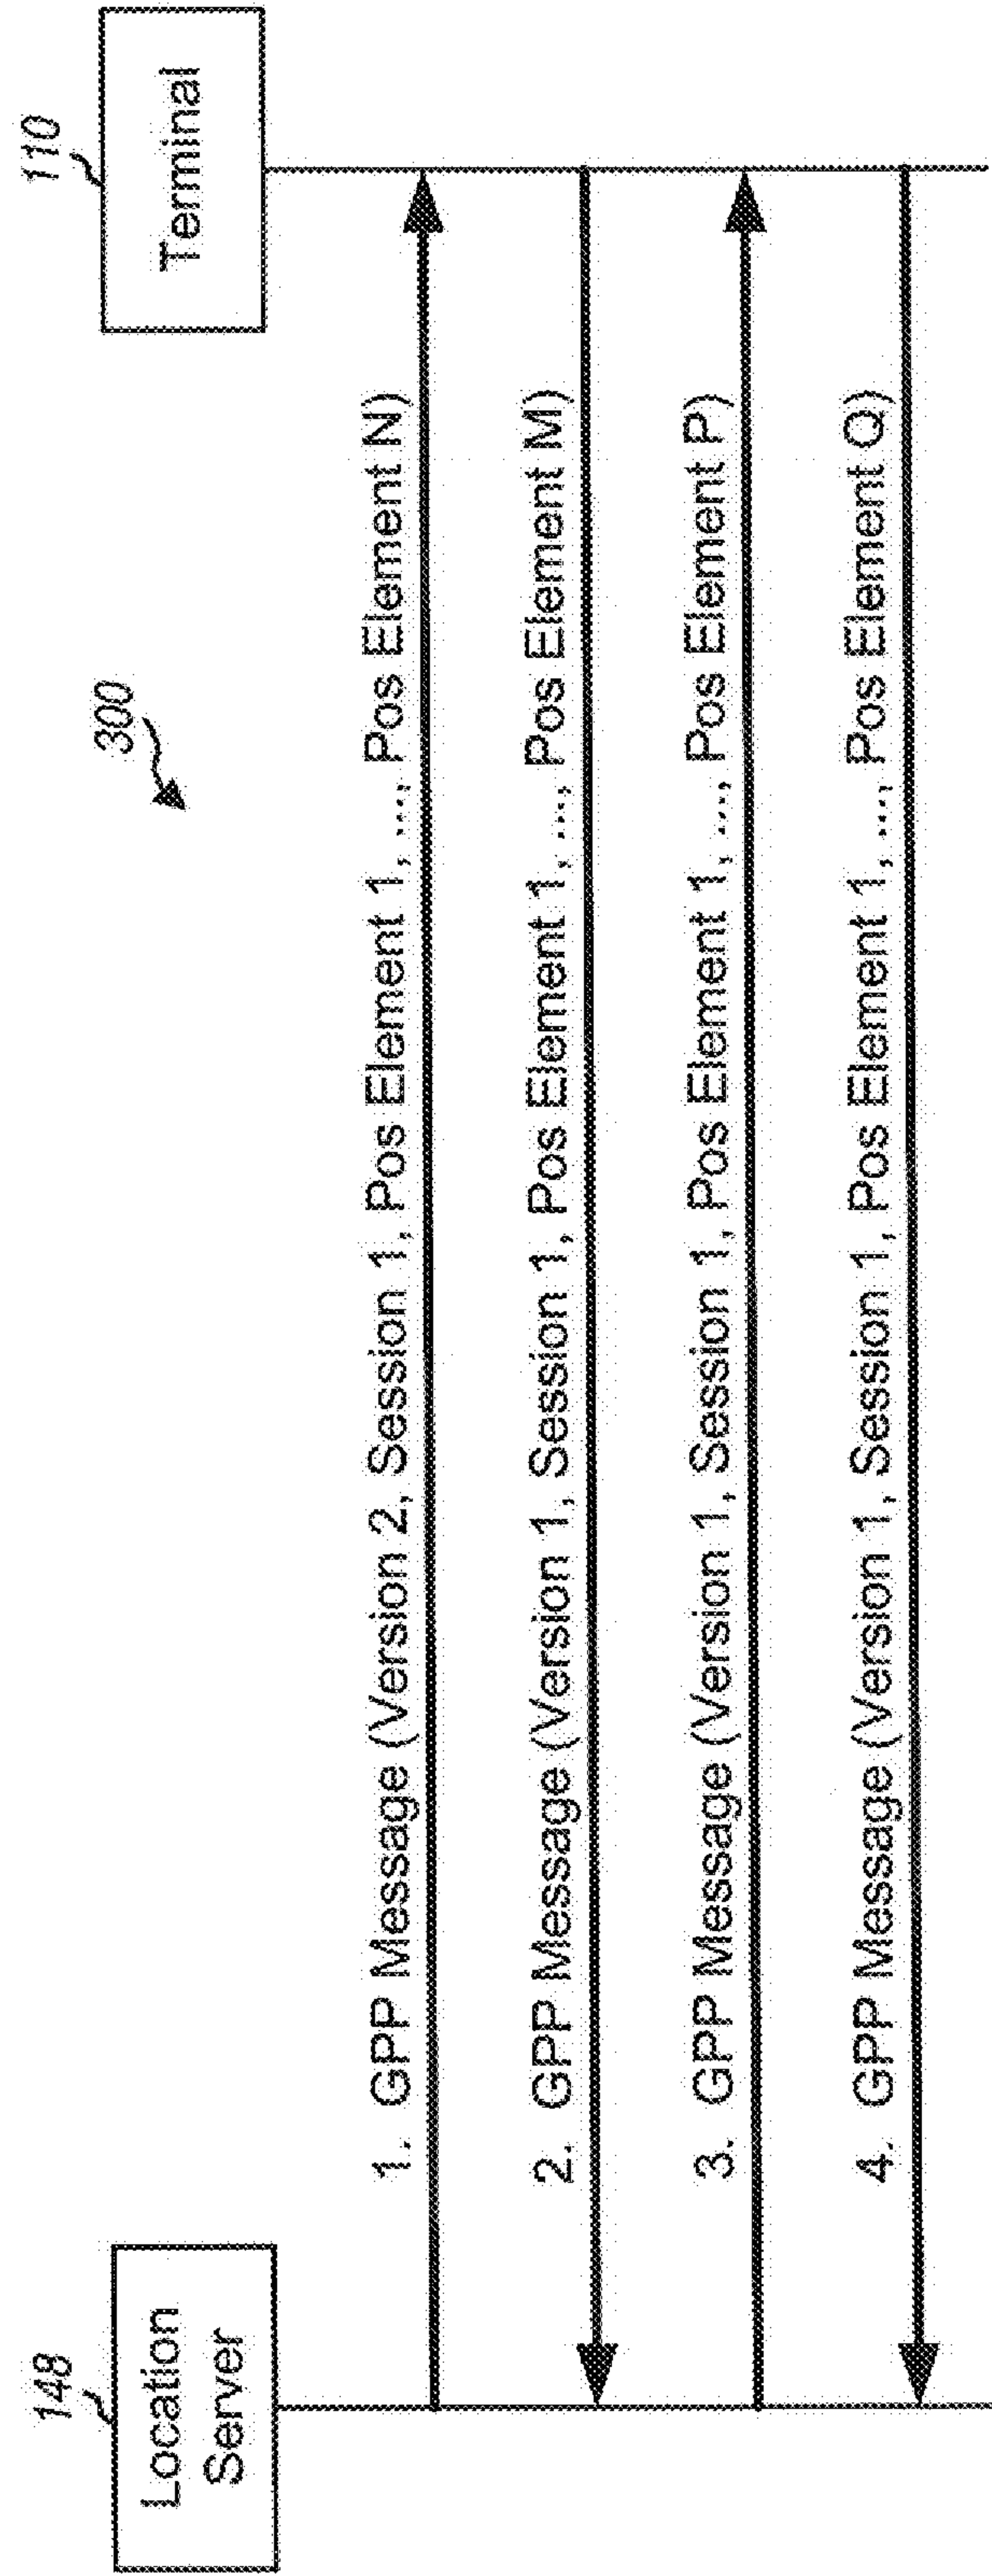 300
148
Location
Server
110
Terminal
1. GPP Message (Version 2, Session 1, Pos Element 1, ..., Pos Element N)
2. GPP Message (Version 1, Session 1, Pos Element 1, ..., Pos Element M)
3. GPP Message (Version 1, Session 1, Pos Element 1, ..., Pos Element P)
4. GPP Message (Version 1, Session 1, Pos Element 1, ..., Pos Element Q)